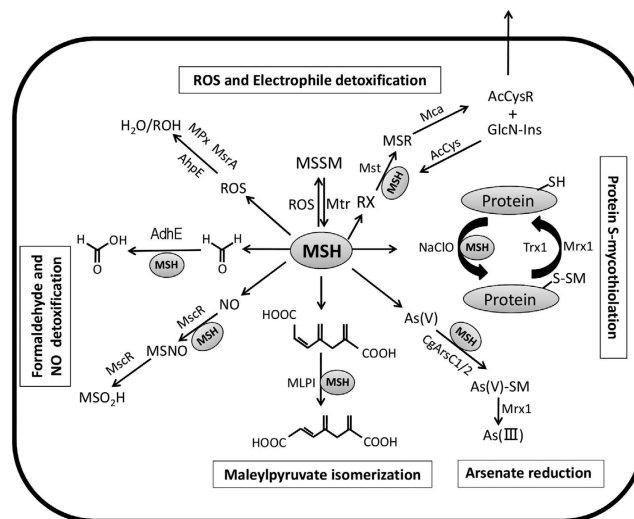 ROS and Electrophile detoxification
AcCysR
+
GlcN-Ins
Mca
AcCys
MSR
Mst
MSH
RX
H₂O/ROH
MPx MsrA
AhpE
ROS
MSSM
ROS
Mtr
MSH
Protein
SH
NaClO
MSH
Trx1
Mrx1
S-SM
Protein
Protein S-mycothiolation
H
OH
O
AdhE
MSH
H
H
O
Formaldehyde and
NO detoxification
NO
MscR
MSH
MSNO
MscR
MSO₂H
HOOC
COOH
MLPI
MSH
HOOC
COOH
Maleylpyruvate isomerization
As(V)
MSH
CgArsC1/2
As(V)-SM
Mrx1
As(Ⅲ)
Arsenate reduction